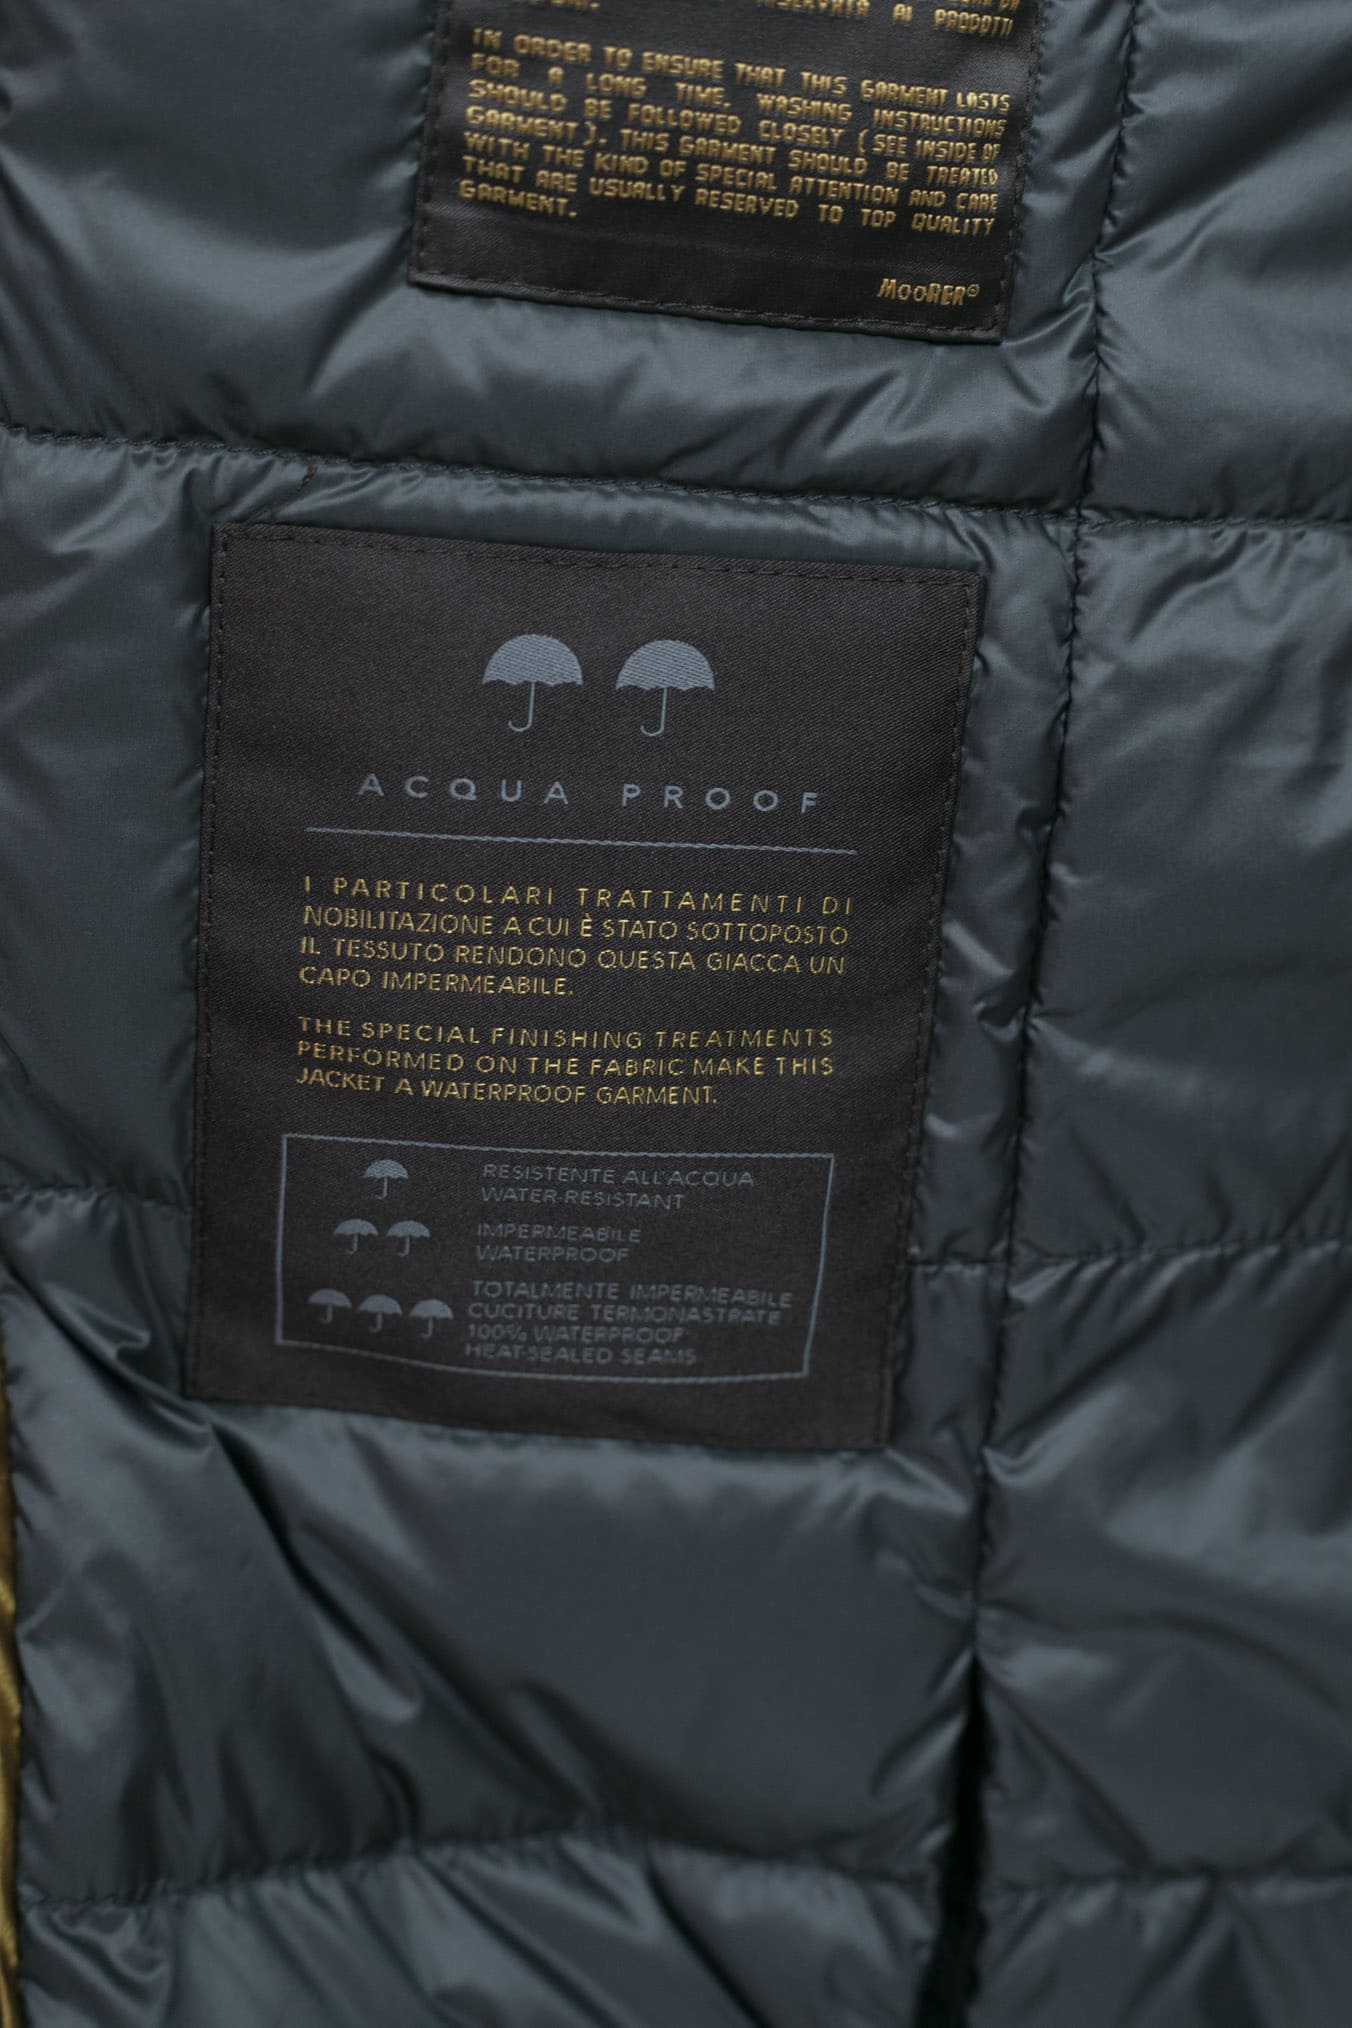 AI PRODOTTI
IN ORDER TO ENSURE THAT THIS GARMENT LASTS
FOR A LONG TIME, WASHING INSTRUCTIONS
SHOULD BE FOLLOWED CLOSELY (SEE INSIDE OF
GARMENT). THIS GARMENT SHOULD BE TREATED
WITH THE KIND OF SPECIAL ATTENTION AND CARE
THAT ARE USUALLY RESERVED TO TOP QUALITY
GARMENT.
MOORER®
ACQUA PROOF
I PARTICOLARI TRATTAMENTI DI
NOBILITAZIONE A CUI È STATO SOTTOPOSTO
IL TESSUTO RENDONO QUESTA GIACCA UN
CAPO IMPERMEABILE.
THE SPECIAL FINISHING TREATMENTS
PERFORMED ON THE FABRIC MAKE THIS
JACKET A WATERPROOF GARMENT.
RESISTENTE ALL'ACQUA
WATER-RESISTANT
IMPERMEABILE
WATERPROOF
TOTALMENTE IMPERMEABILE
CUCITURE TERMONASTRATE
100% WATERPROOF
HEAT-SEALED SEAMS